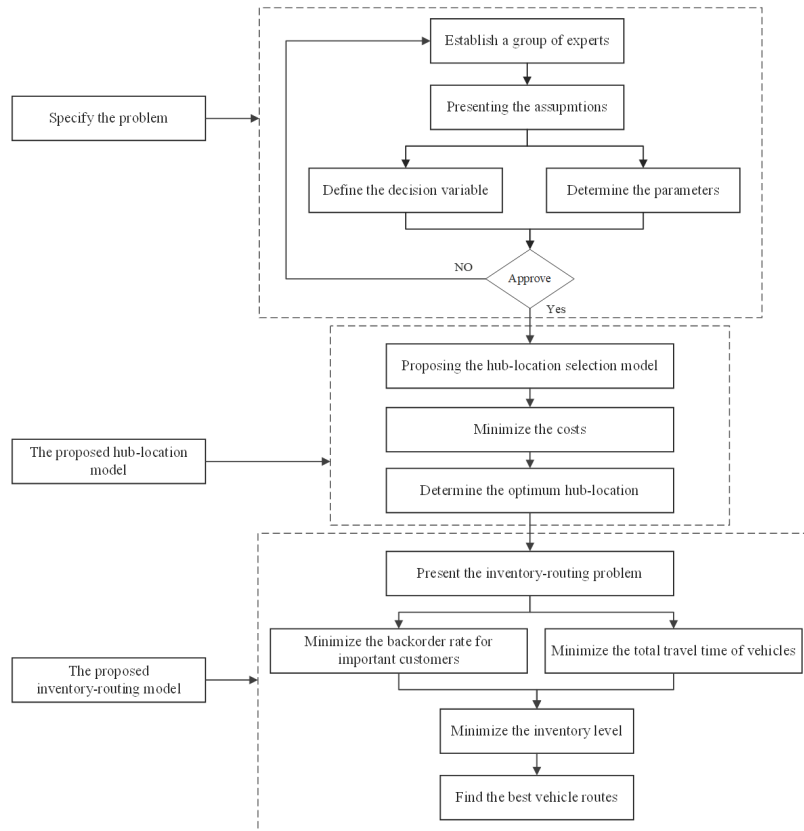 Establish a group of experts
Specify the problem
Presenting the assupmtions
Define the decision variable
Determine the parameters
NO
Approve
Yes
Proposing the hub-location selection model
Minimize the costs
The proposed hub-location
model
Determine the optimum hub-location
Present the inventory-routing problem
Minimize the backorder rate for
important customers
Minimize the total travel time of vehicles
The proposed
inventory-routing model
Minimize the inventory level
Find the best vehicle routes